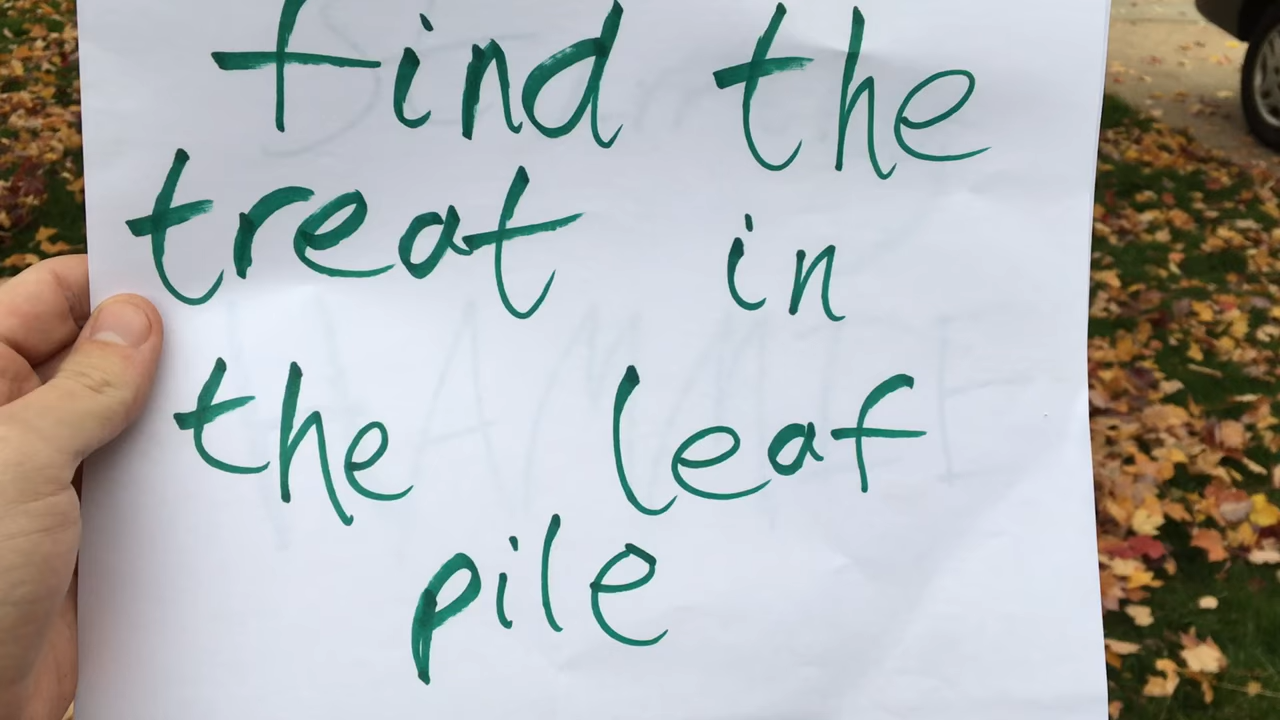 find the
treat in
the leaf
pile